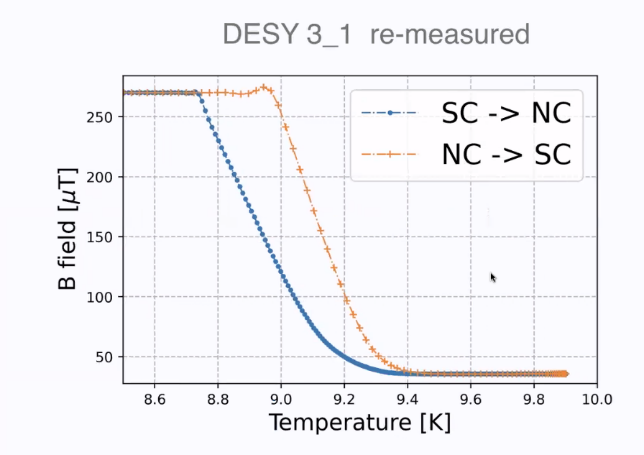 DESY 3_1 re-measured
SC -> NC
NC -> SC
B field [μT]
250
200
150
100
50
8.6 8.8 9.0 9.2 9.4 9.6 9.8 10.0
Temperature [K]